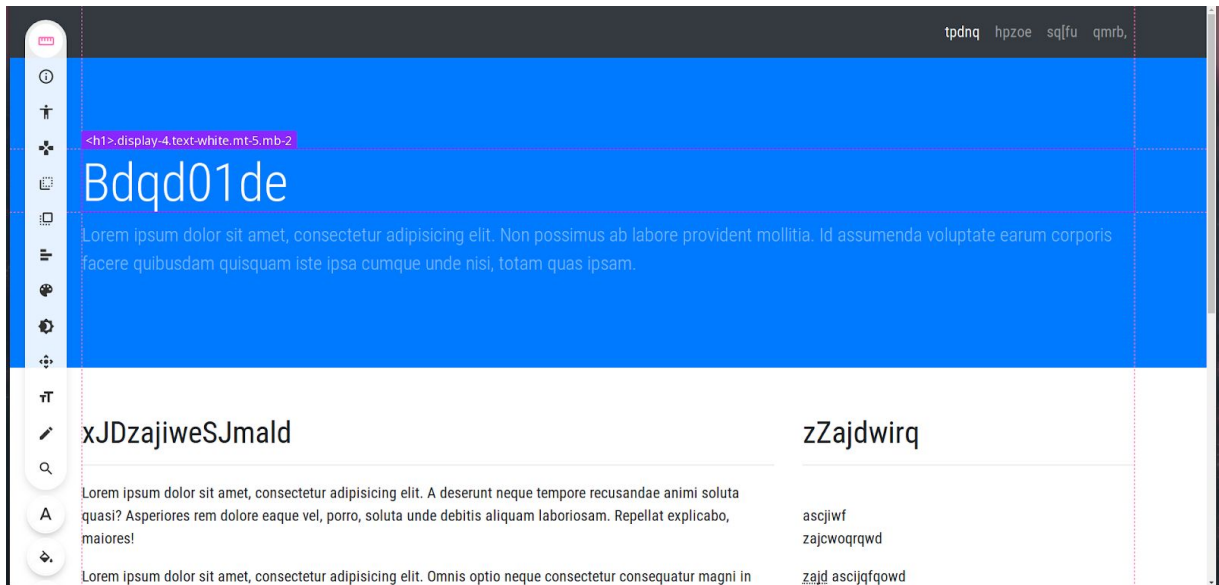 tpdnq hpzoe sq[fu qmrb,
<h1>.display-4.text-white.mt-5.mb-2
Bdqd01de
Lorem ipsum dolor sit amet, consectetur adipisicing elit. Non possimus ab labore provident mollitia. Id assumenda voluptate earum corporis
facere quibusdam quisquam iste ipsa cumque unde nisi, totam quas ipsam.
xJDzajiweSJmald
Lorem ipsum dolor sit amet, consectetur adipisicing elit. A deserunt neque tempore recusandae animi soluta
quasi? Asperiores rem dolore eaque vel, porro, soluta unde debitis aliquam laboriosam. Repellat explicabo,
maiores!
Lorem ipsum dolor sit amet, consectetur adipisicing elit. Omnis optio neque consectetur consequatur magni in
zZajdwirq
ascjiwf
zajcwoqrqwd
zajd ascijqfqowd